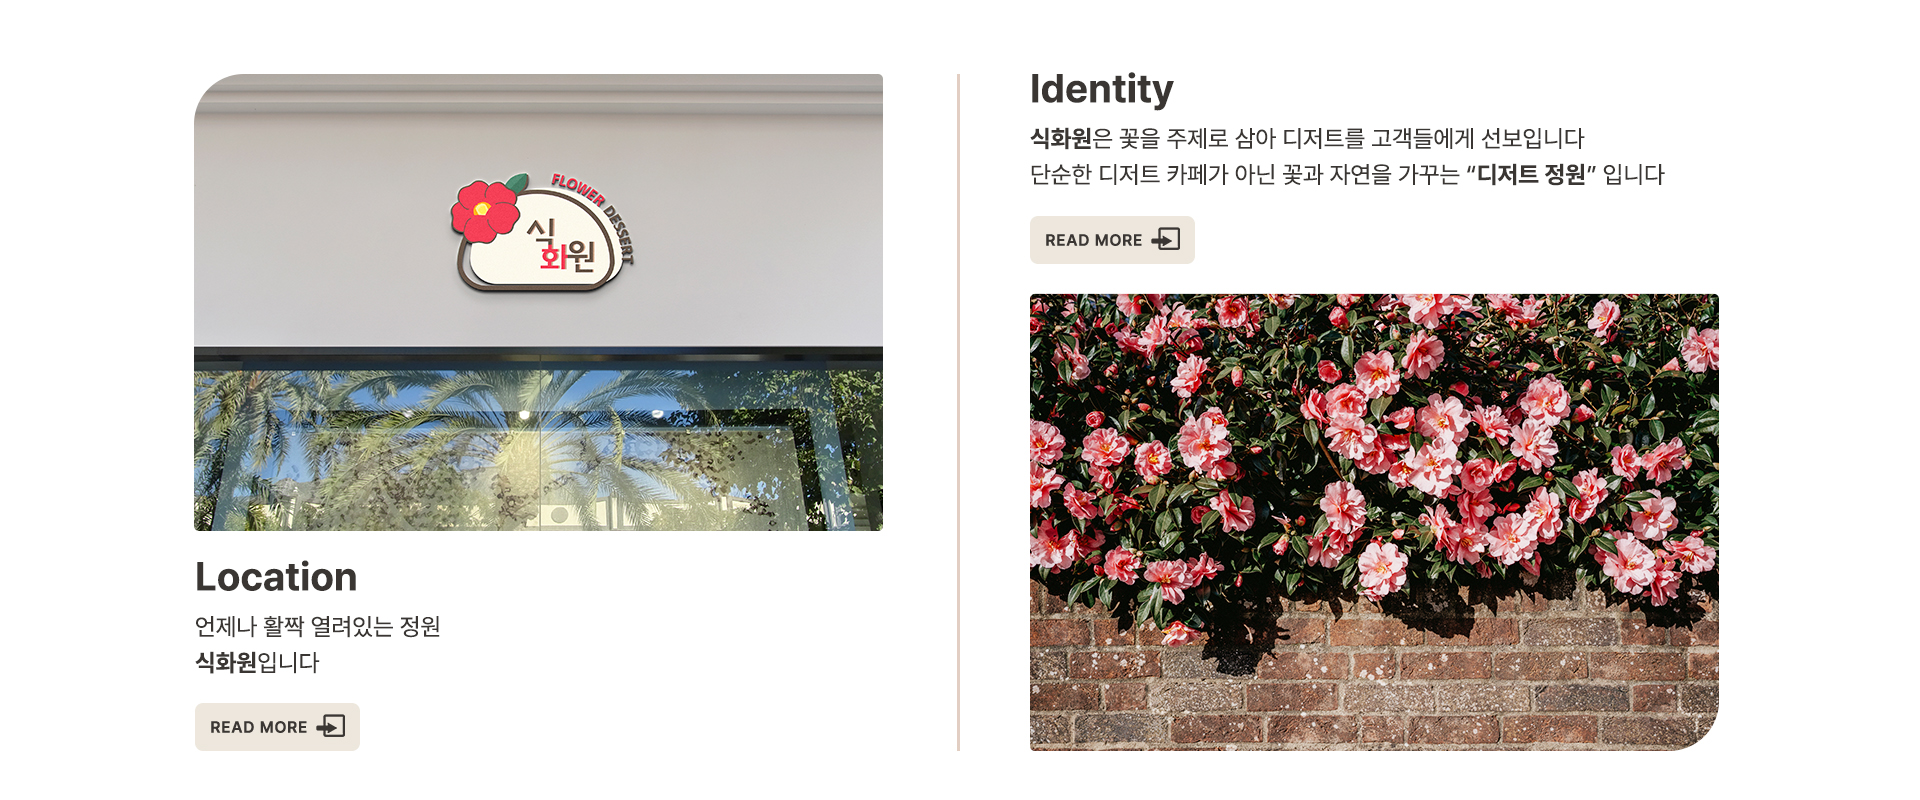 FLOWER DESSERT
식
화원
Location
언제나 활짝 열려있는 정원
식화원입니다
READ MORE
Identity
식화원은 꽃을 주제로 삼아 디저트를 고객들에게 선보입니다
단순한 디저트 카페가 아닌 꽃과 자연을 가꾸는 “디저트 정원” 입니다
READ MORE